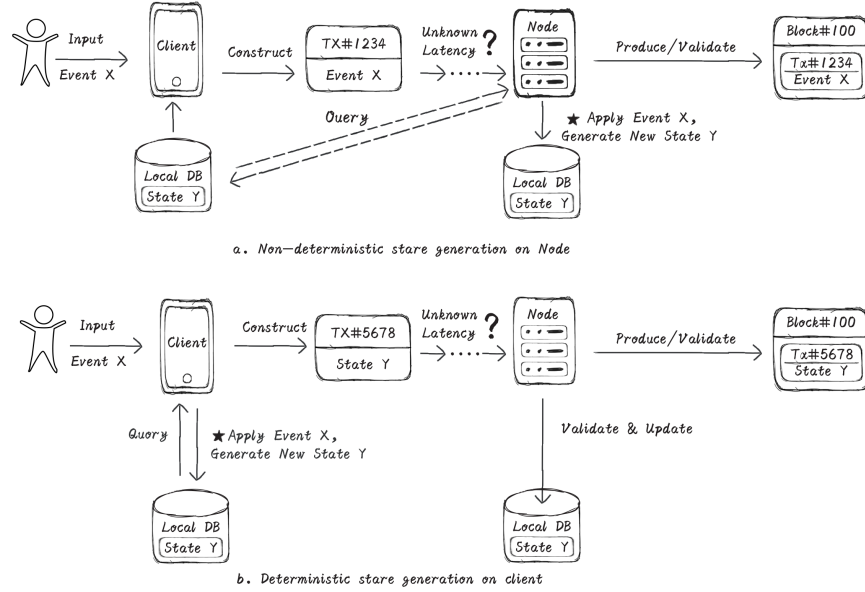 Input
Event X
Client
Construct
TX#1234
Event X
Unknown
Latency
?
Node
Produce/Validate
Block#100
Tx#1234
Event X
Query
★ Apply Event X,
Generate New State Y
Local DB
State Y
Local DB
State Y
a. Non-deterministic stare generation on Node
Input
Event X
Client
Construct
TX#5678
State Y
Unknown
Latency
?
Node
Produce/Validate
Block#100
Tx#5678
State Y
Query
★ Apply Event X,
Generate New State Y
Validate & Update
Local DB
State Y
Local DB
State Y
b. Deterministic stare generation on client